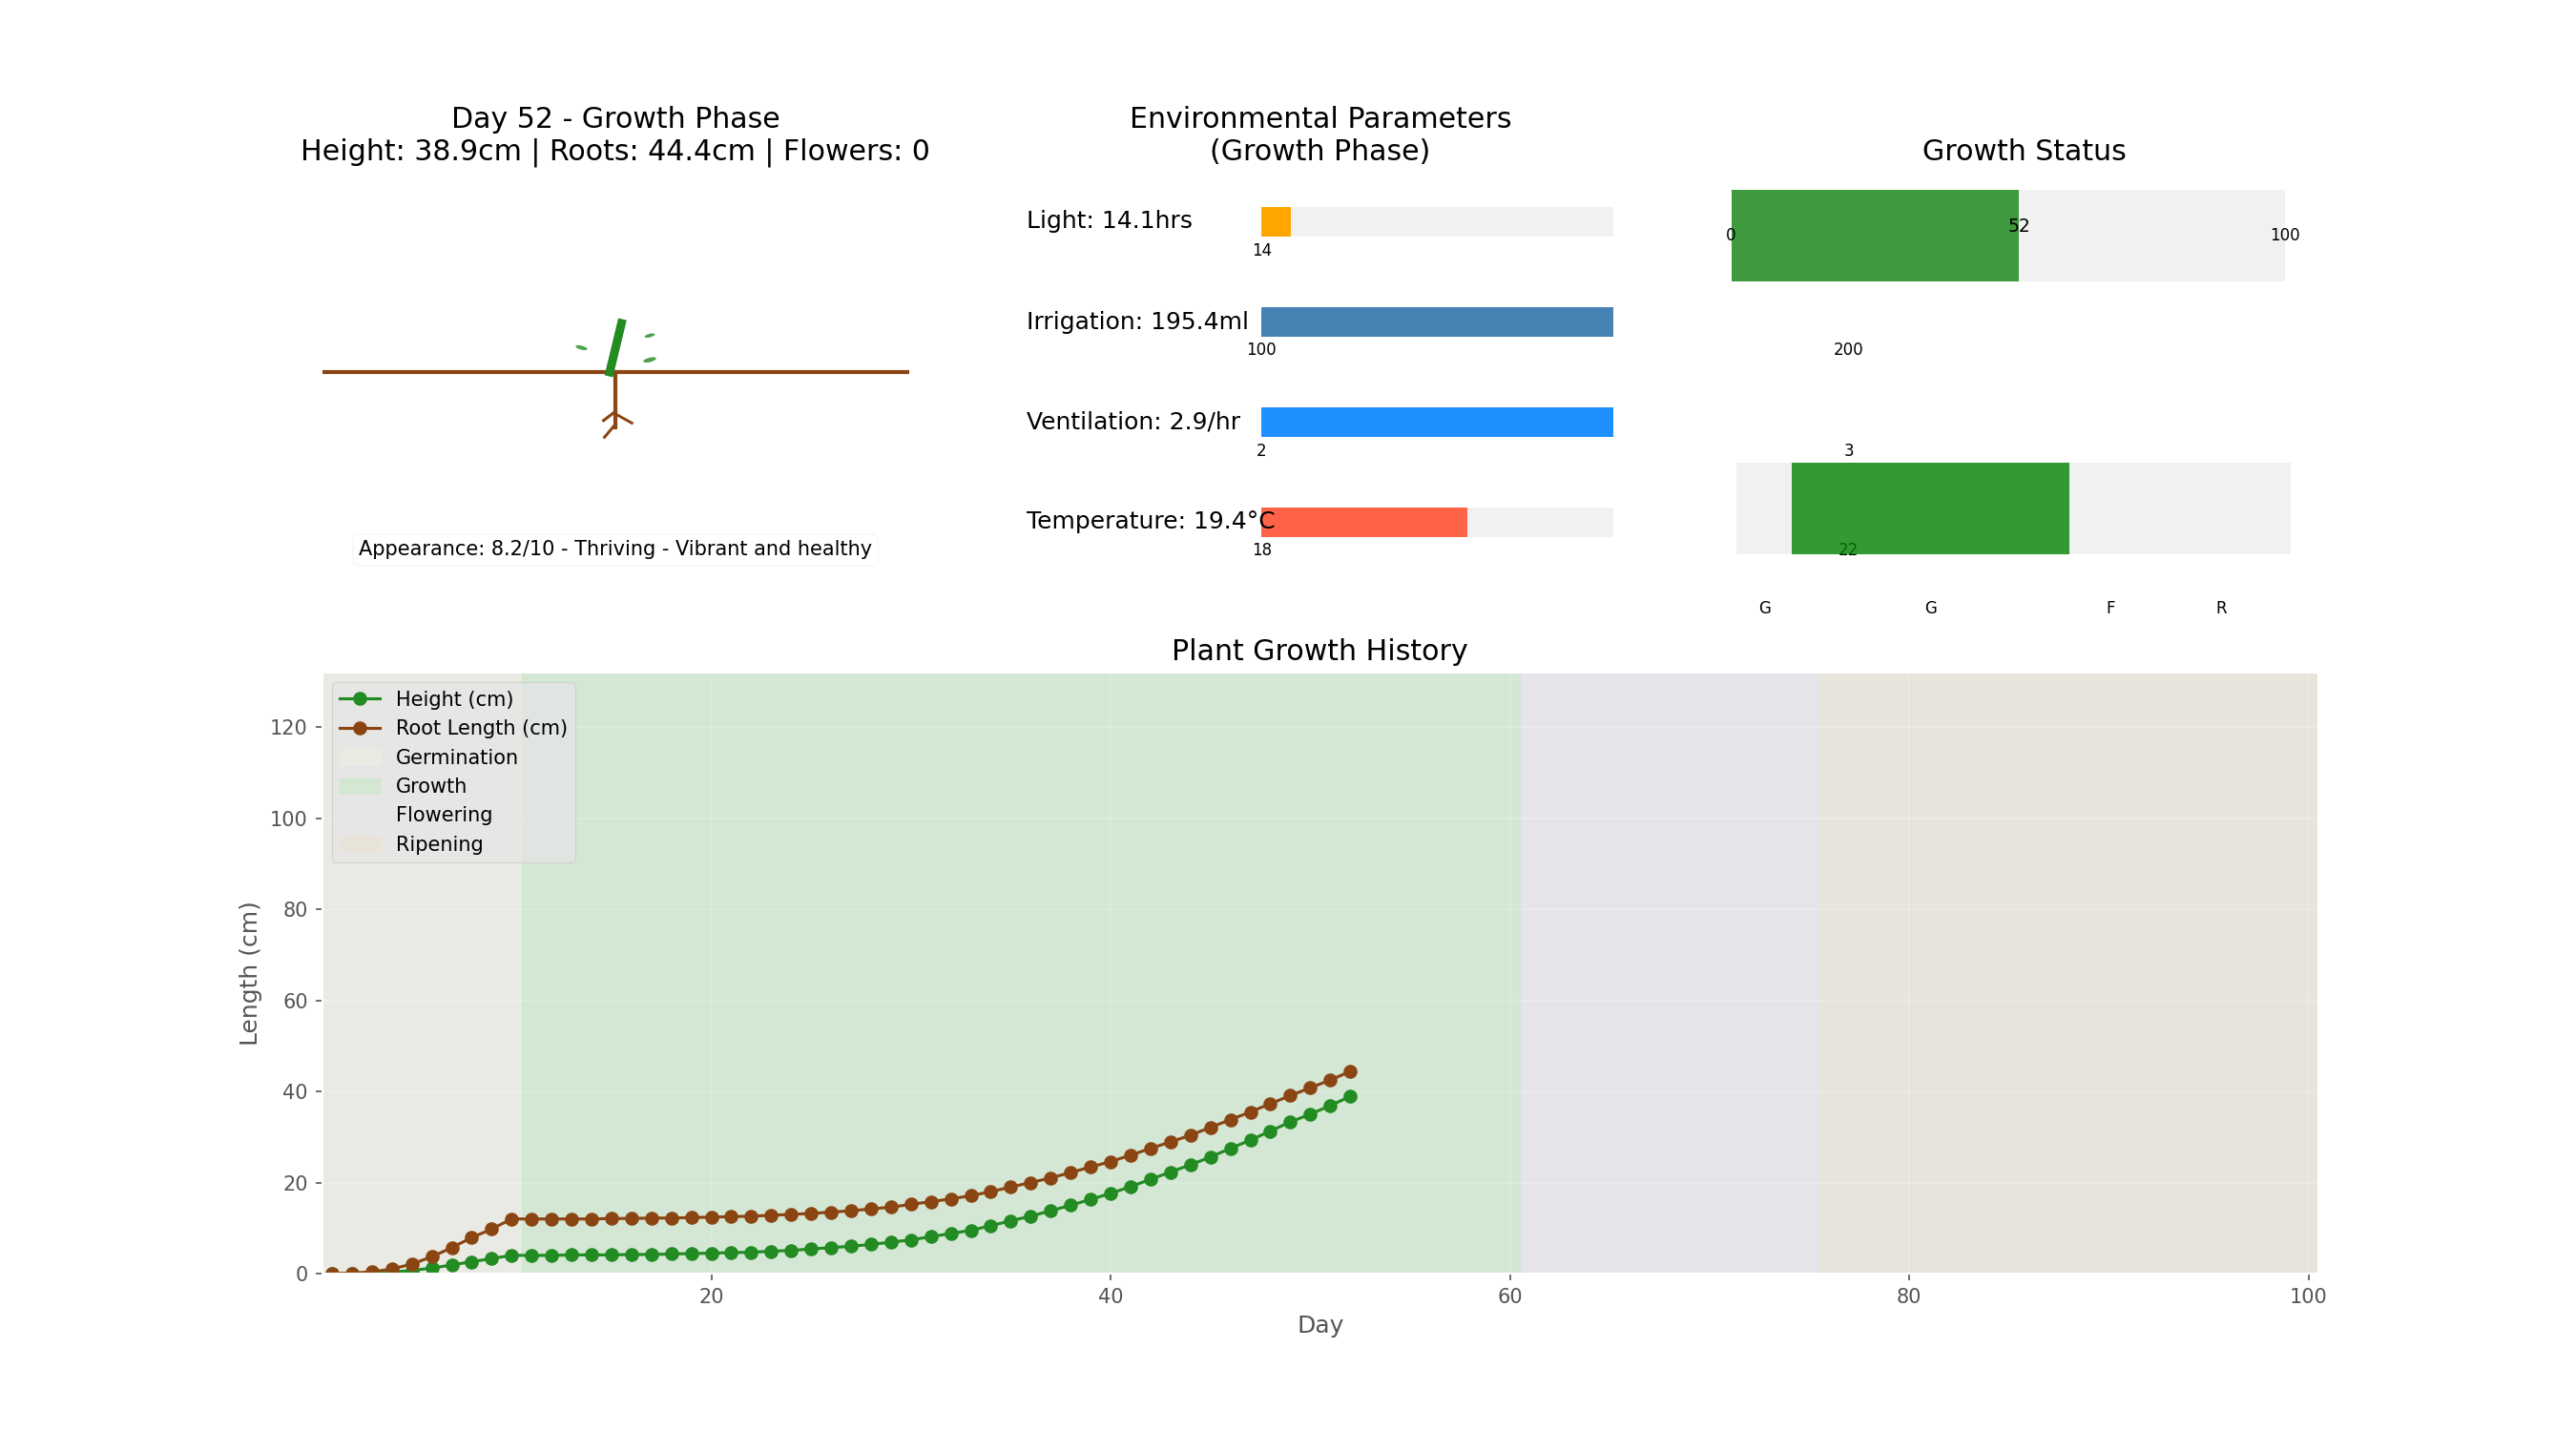 Day 52 - Growth Phase
Height: 38.9cm | Roots: 44.4cm | Flowers: 0
Appearance: 8.2/10 - Thriving - Vibrant and healthy
Environmental Parameters
(Growth Phase)
Light: 14.1hrs
14
Irrigation: 195.4ml
100
200
Ventilation: 2.9/hr
2
3
Temperature: 19.4°C
18
22
Growth Status
0
52
100
G
G
F
R
Plant Growth History
Height (cm)
Root Length (cm)
Germination
Growth
Flowering
Ripening
Length (cm)
120
100
80
60
40
20
0
20
40
60
80
100
Day